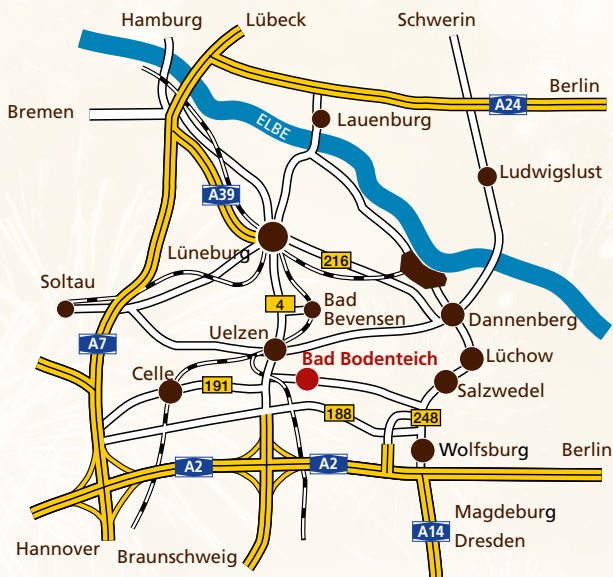 Hamburg
Lübeck
Schwerin
Berlin
A24
Bremen
ELBE
Lauenburg
Ludwigslust
A39
Lüneburg
216
Soltau
4
Bad
Bevensen
Dannenberg
Uelzen
A7
Bad Bodenteich
Lüchow
Celle
191
Salzwedel
188
248
Wolfsburg
Berlin
A2
A2
Magdeburg
A14
Dresden
Hannover
Braunschweig